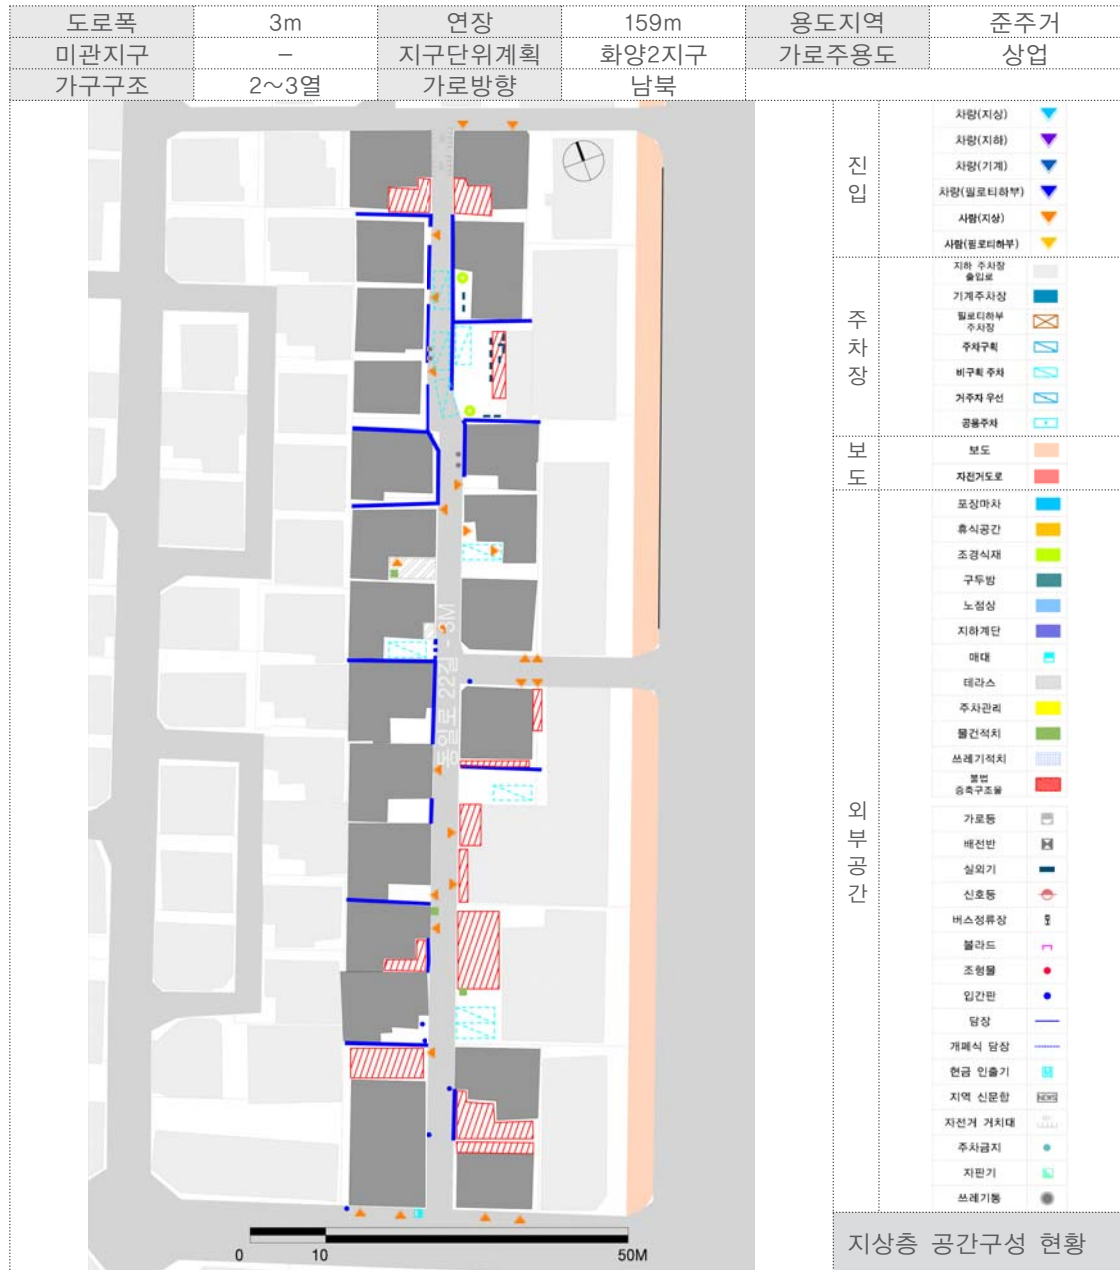 도로폭 3m 연장 159m 용도지역 준주거
미관지구 – 지구단위계획 화양2지구 가로주용도 상업
가구구조 2~3열 가로방향 남북
진입
차량(지상)
차량(지하)
차량(기계)
차량(필로티하부)
사람(지상)
사람(필로티하부)
주차장
지하 주차장
출입로
기계주차장
필로티하부
주차장
주차구획
비구획 주차
거주자 우선
공용주차
보도
보도
자전거도로
외부공간
포장마차
휴식공간
조경식재
구두방
노점상
지하계단
매대
테라스
주차관리
물건적치
쓰레기적치
불법
증축구조물
가로등
배전반
실외기
신호등
버스정류장
볼라드
조형물
입간판
담장
개폐식 담장
현금 인출기
지역 신문함
자전거 거치대
주차금지
자판기
쓰레기통
동일로 22길 - 3M
0 10 50M
지상층 공간구성 현황